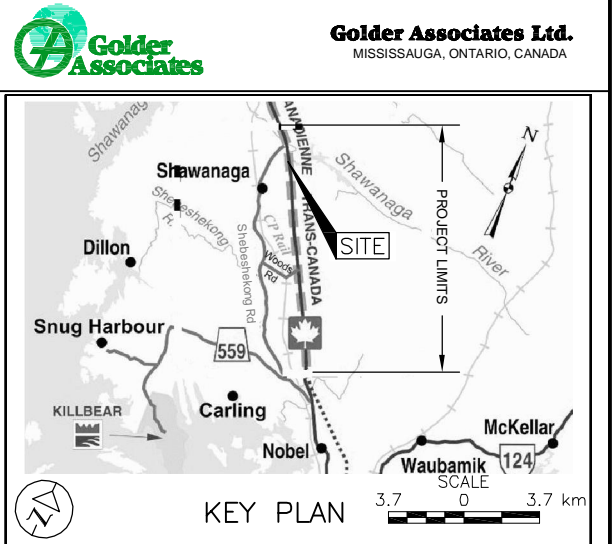 Golder
Associates
Golder Associates Ltd.
MISSISSAUGA, ONTARIO, CANADA
Shawanaga
ANADIENNE
TRANS-CANADA
N
Shawanaga
Shawanaga
River
PROJECT LIMITS
Shebeshekong
R.
CP Rail
Shebeshekong Rd
SITE
Dillon
Woods
Rd
Snug Harbour
559
KILLBEAR
Carling
Nobel
McKellar
Waubamik
124
N
KEY PLAN
SCALE
3.7 0 3.7 km